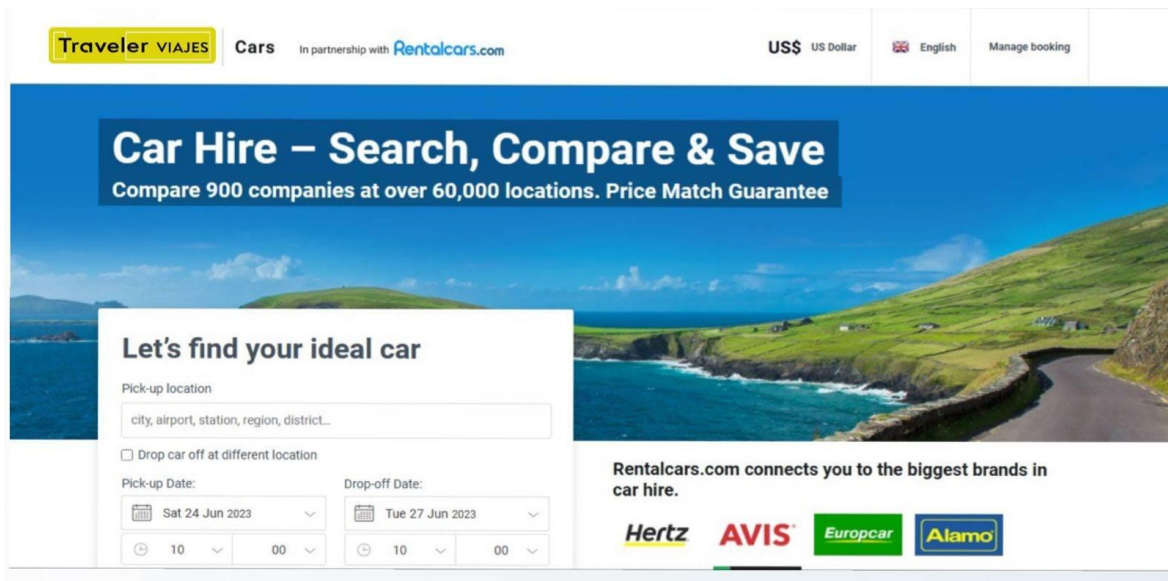 Traveler VIAJES Cars In partnership with Rentalcars.com US$ US Dollar English Manage booking
Car Hire – Search, Compare & Save
Compare 900 companies at over 60,000 locations. Price Match Guarantee
Let's find your ideal car
Pick-up location
city, airport, station, region, district...
Drop car off at different location
Pick-up Date: Drop-off Date:
Sat 24 Jun 2023 Tue 27 Jun 2023
10 00 10 00
Rentalcars.com connects you to the biggest brands in
car hire.
Hertz AVIS Europcar Alamo